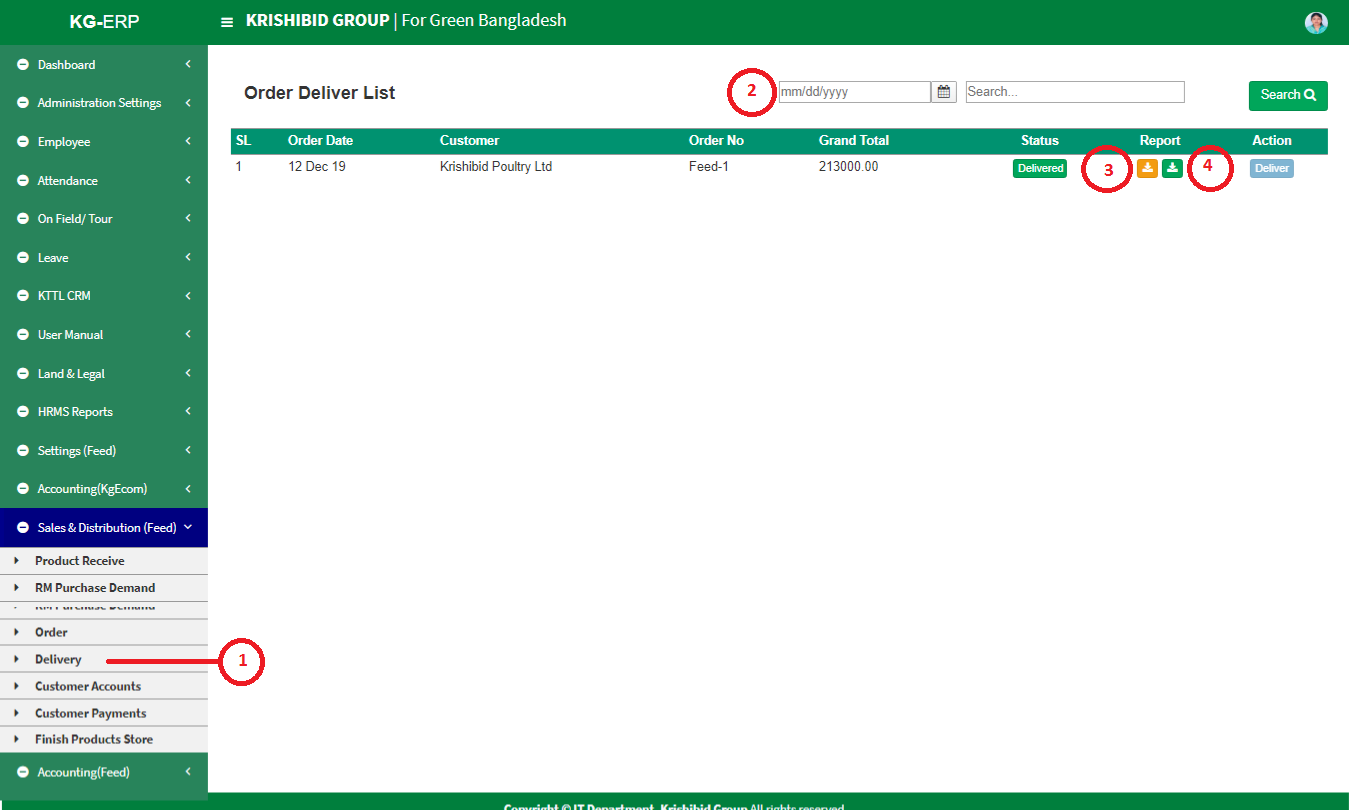 KG-ERP
KRISHIBID GROUP | For Green Bangladesh
Dashboard
Administration Settings
Employee
Attendance
On Field/ Tour
Leave
KTTL CRM
User Manual
Land & Legal
HRMS Reports
Settings (Feed)
Accounting(KgEcom)
Sales & Distribution (Feed)
Product Receive
RM Purchase Demand
RM Purchase Demand
Order
Delivery
1
Customer Accounts
Customer Payments
Finish Products Store
Accounting(Feed)
Order Deliver List
2
mm/dd/yyyy
Search...
Search
SL Order Date Customer Order No Grand Total Status Report Action
1 12 Dec 19 Krishibid Poultry Ltd Feed-1 213000.00 Delivered 3 4 Deliver
Copyright © IT Department, Krishibid Group All rights reserved